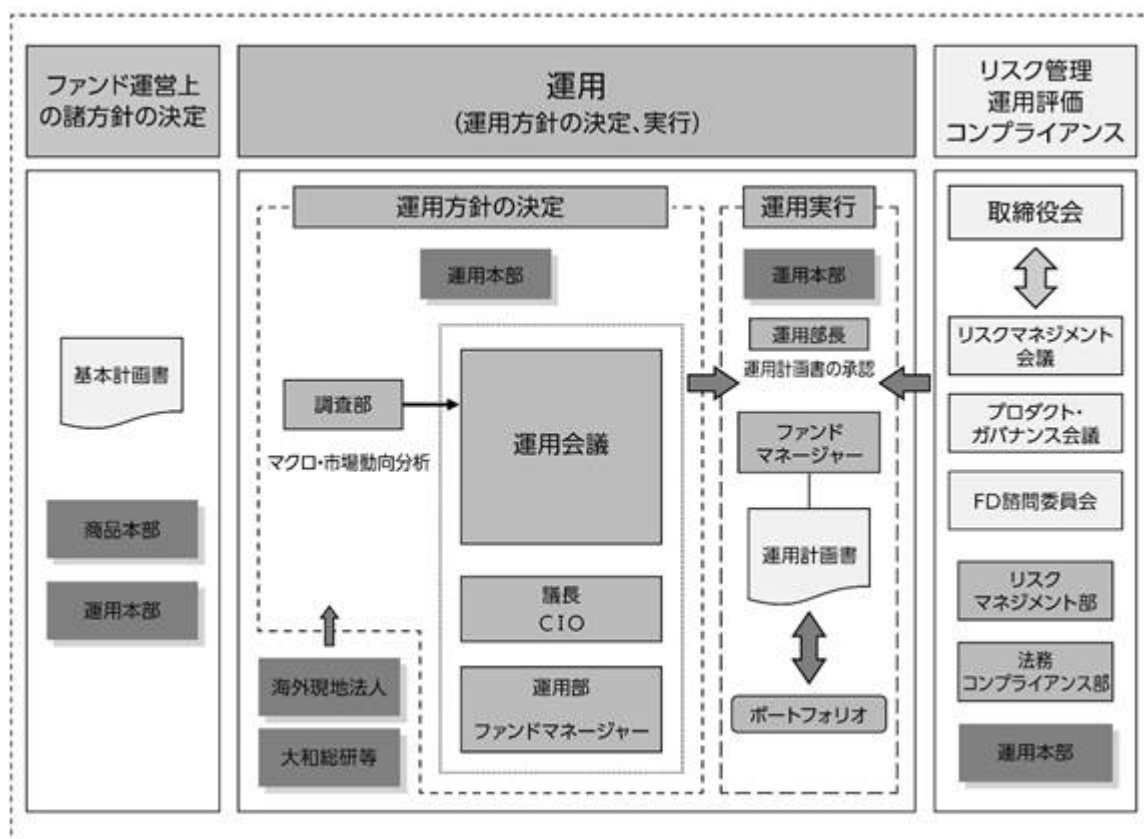 ファンド運営上
の諸方針の決定
運用
(運用方針の決定、実行)
リスク管理
運用評価
コンプライアンス
基本計画書
商品本部
運用本部
運用方針の決定
運用本部
調査部
マクロ・市場動向分析
運用会議
議長
CIO
運用部
ファンドマネージャー
海外現地法人
大和総研等
運用実行
運用本部
運用部長
運用計画書の承認
ファンド
マネージャー
運用計画書
ポートフォリオ
取締役会
リスクマネジメント
会議
プロダクト・
ガバナンス会議
FD諮問委員会
リスク
マネジメント部
法務
コンプライアンス部
運用本部